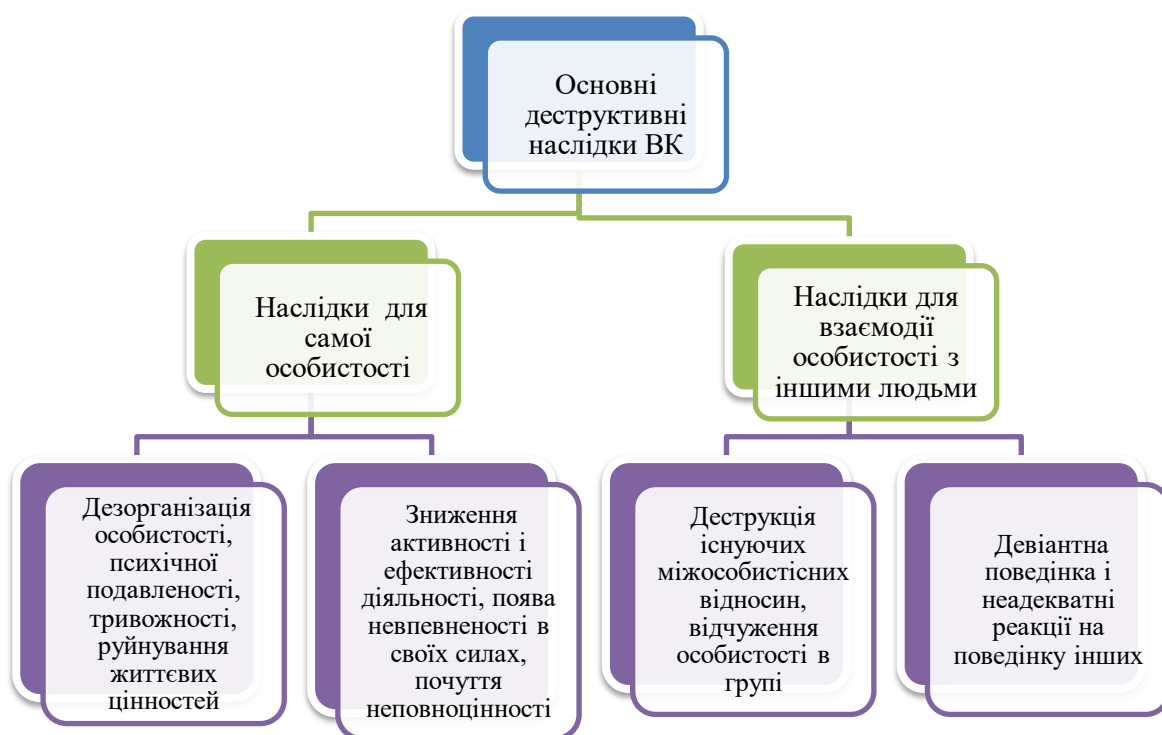 Основні
деструктивні
наслідки ВК
Наслідки для
самої
особистості
Наслідки для
взаємодії
особистості з
іншими людьми
Дезорганізація
особистості,
психічної
подавленості,
тривожності,
руйнування
життєвих
цінностей
Зниження
активності і
ефективності
діяльності, поява
невпевненості в
своїх силах,
почуття
неповноцінності
Деструкція
існуючих
міжособистісних
відносин,
відчуження
особистості в
групі
Девіантна
поведінка і
неадекватні
реакції на
поведінку інших